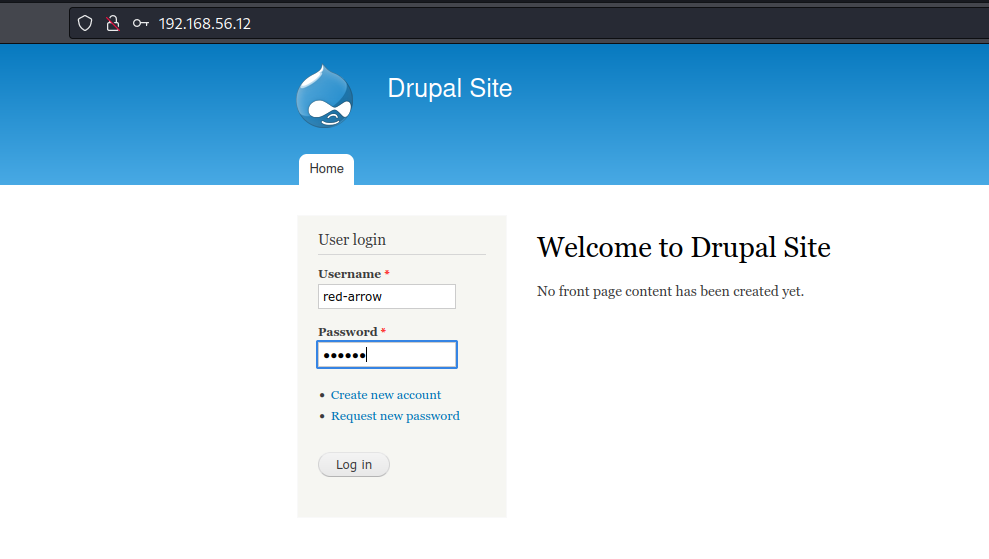 192.168.56.12
Drupal Site
Home
User login
Username *
red-arrow
Password *
••••••
Create new account
Request new password
Log in
Welcome to Drupal Site
No front page content has been created yet.